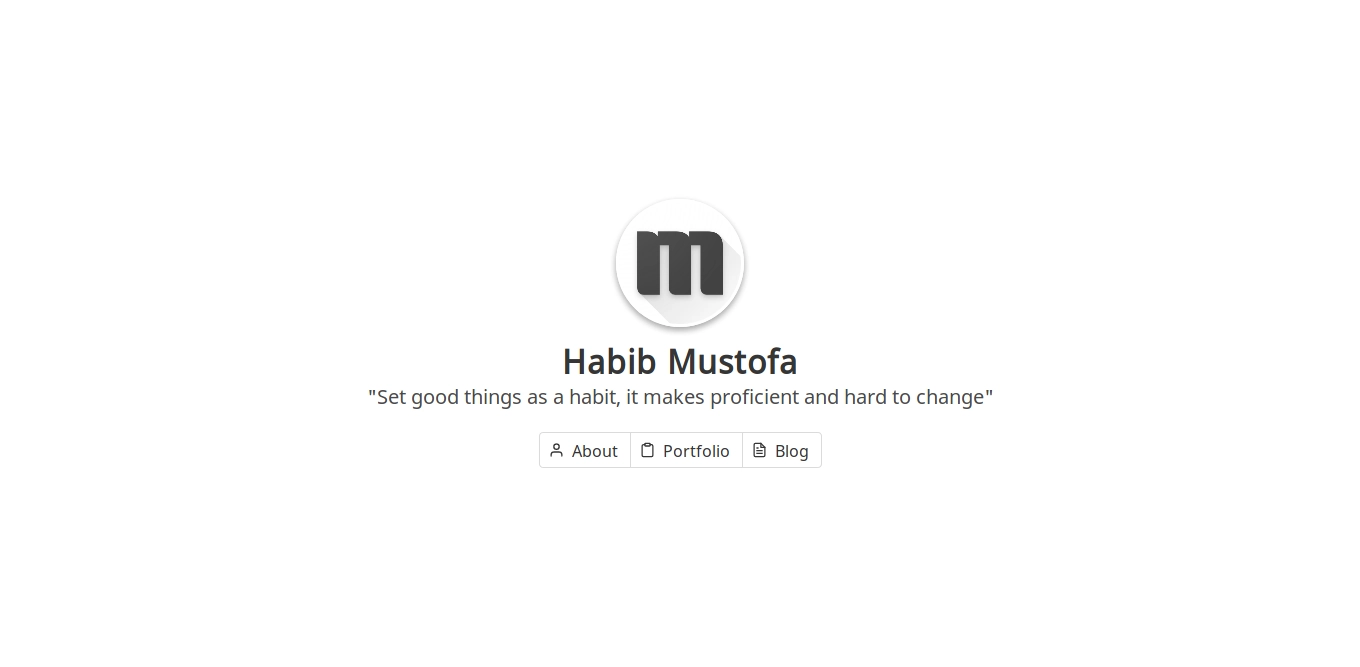 m
Habib Mustofa
"Set good things as a habit, it makes proficient and hard to change"
About Portfolio Blog